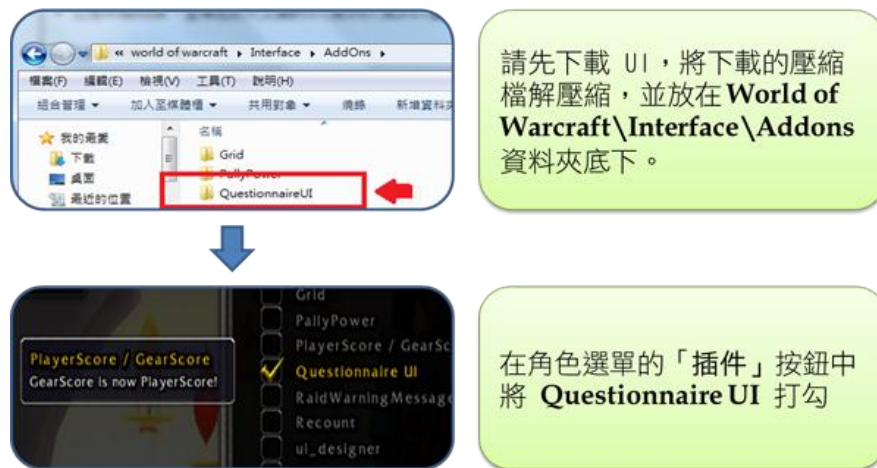 « world of warcraft ▸ Interface ▸ AddOns ▸
檔案(F) 編輯(E) 檢視(V) 工具(T) 說明(H)
組合管理 ▼ 加入至媒體櫃 ▼ 共用對象 ▼ 燒錄 新增資料夾
我的最愛
下載
桌面
最近的位置
名稱
Grid
PallyPower
QuestionnaireUI
請先下載 UI,將下載的壓縮
檔解壓縮,並放在 World of
Warcraft\Interface\Addons
資料夾底下。
PlayerScore / GearScore
GearScore is now PlayerScore!
Grid
PallyPower
PlayerScore / GearSc
Questionnaire UI
RaidWarningMessage
Recount
ui_designer
在角色選單的「插件」按鈕中
將 Questionnaire UI 打勾